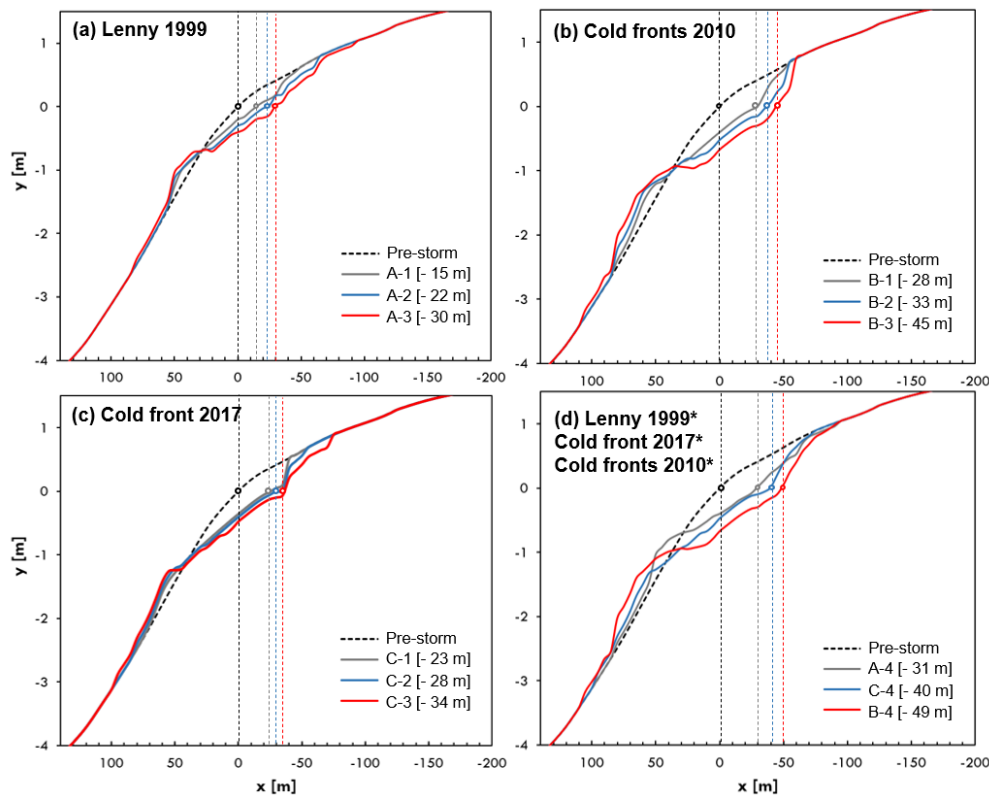 (a) Lenny 1999
1
0
-1
-2
-3
-4
y [m]
Pre-storm
A-1 [- 15 m]
A-2 [- 22 m]
A-3 [- 30 m]
100 50 0 -50 -100 -150 -200
(b) Cold fronts 2010
1
0
-1
-2
-3
-4
Pre-storm
B-1 [- 28 m]
B-2 [- 33 m]
B-3 [- 45 m]
100 50 0 -50 -100 -150 -200
(c) Cold front 2017
1
0
-1
-2
-3
-4
y [m]
Pre-storm
C-1 [- 23 m]
C-2 [- 28 m]
C-3 [- 34 m]
100 50 0 -50 -100 -150 -200
x [m]
(d) Lenny 1999*
Cold front 2017*
Cold fronts 2010*
1
0
-1
-2
-3
-4
Pre-storm
A-4 [- 31 m]
C-4 [- 40 m]
B-4 [- 49 m]
100 50 0 -50 -100 -150 -200
x [m]